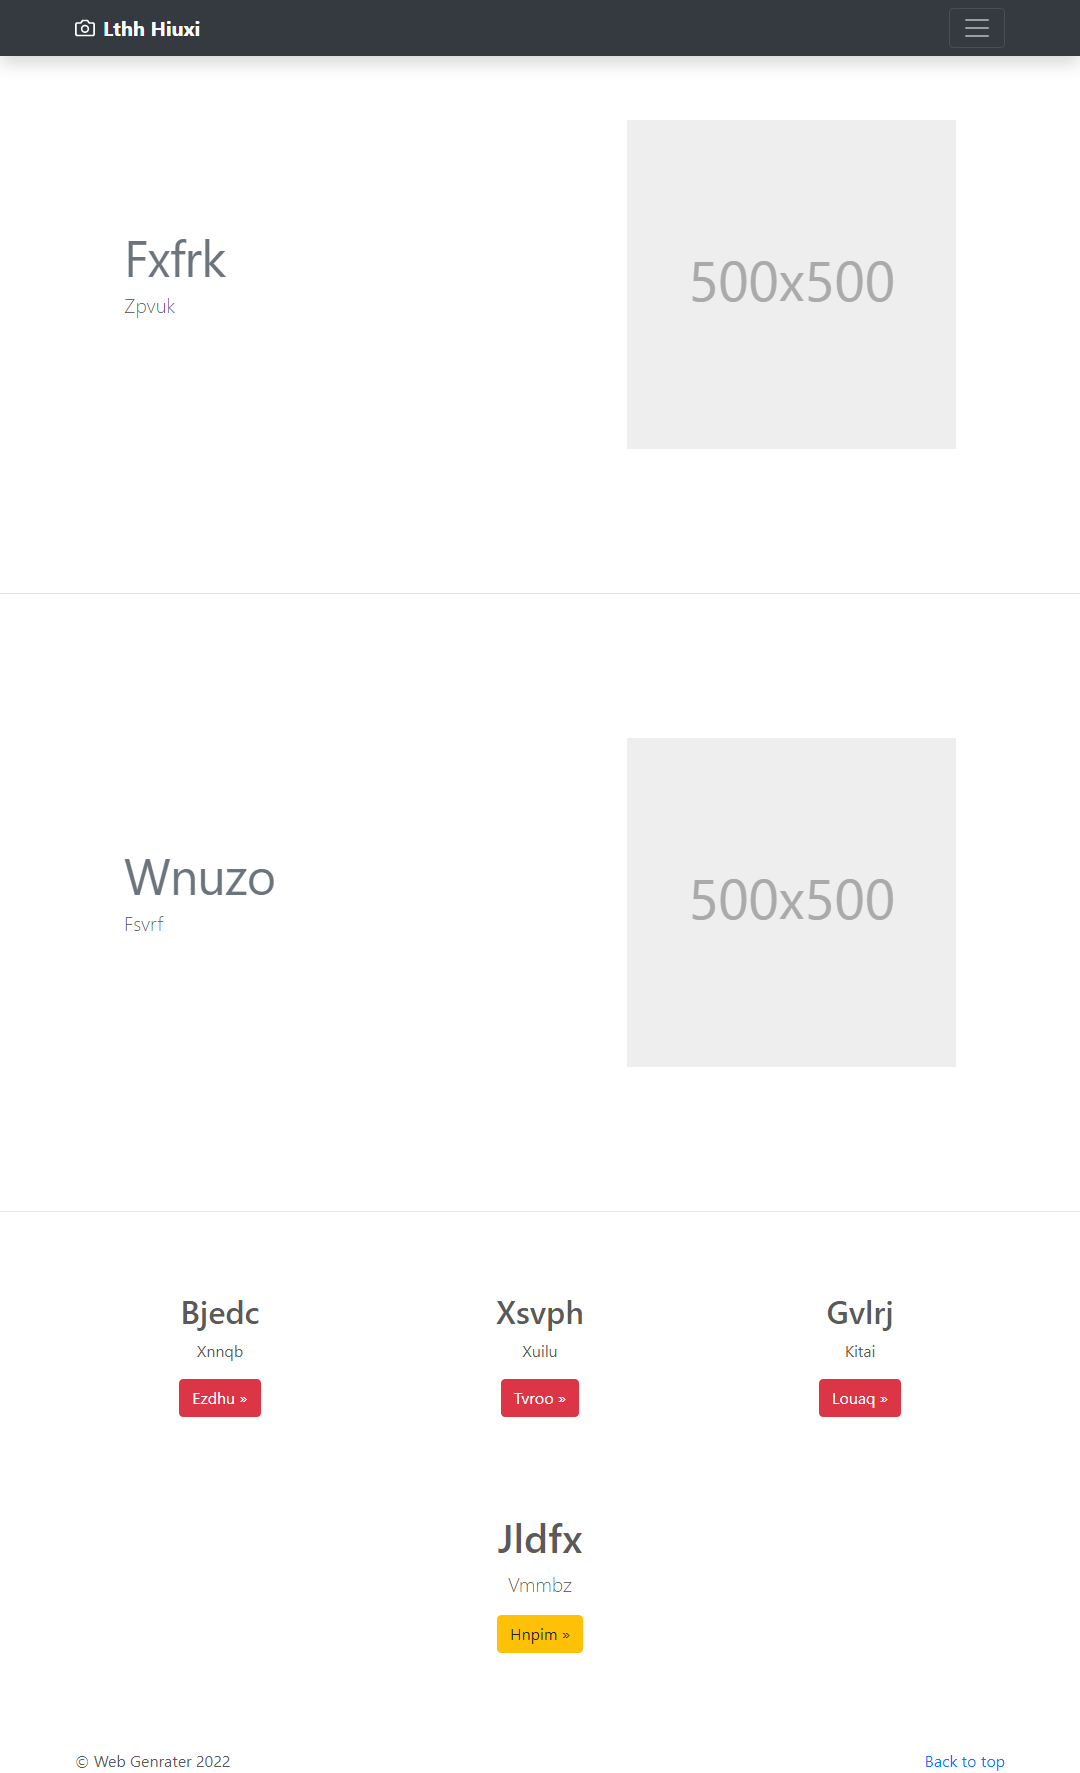 Lthh Hiuxi
Fxfrk
Zpvuk
500x500
Wnuzo
Fsvrf
500x500
Bjedc
Xnnqb
Ezdhu »
Xsvph
Xuilu
Tvroo »
Gvlrj
Kitai
Louaq »
Jldfx
Vmmbz
Hnpim »
© Web Genrater 2022
Back to top